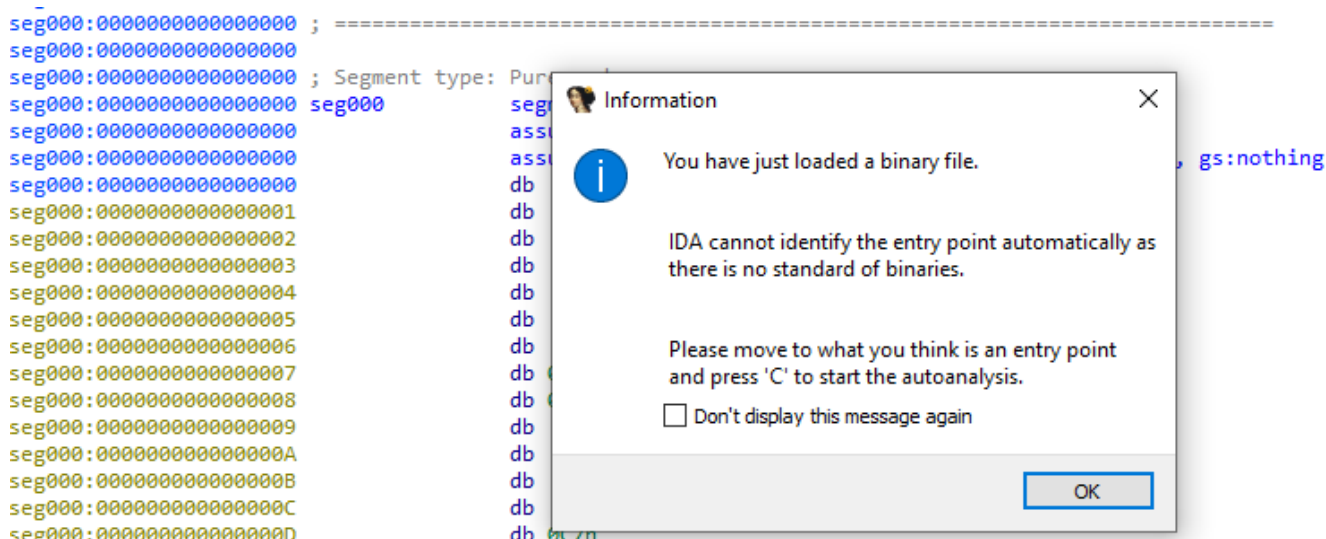 seg000:0000000000000000 ; ===========================================================================
seg000:0000000000000000
seg000:0000000000000000 ; Segment type:
seg000:0000000000000000 seg000
seg000:0000000000000000
seg000:0000000000000000 , gs:nothing
seg000:0000000000000000 db
seg000:0000000000000001 db
seg000:0000000000000002 db
seg000:0000000000000003 db
seg000:0000000000000004 db
seg000:0000000000000005 db
seg000:0000000000000006 db
seg000:0000000000000007 db
seg000:0000000000000008 db
seg000:0000000000000009 db
seg000:000000000000000A db
seg000:000000000000000B db
seg000:000000000000000C db
seg000:000000000000000D db
Information
You have just loaded a binary file.
IDA cannot identify the entry point automatically as
there is no standard of binaries.
Please move to what you think is an entry point
and press 'C' to start the autoanalysis.
Don't display this message again
OK